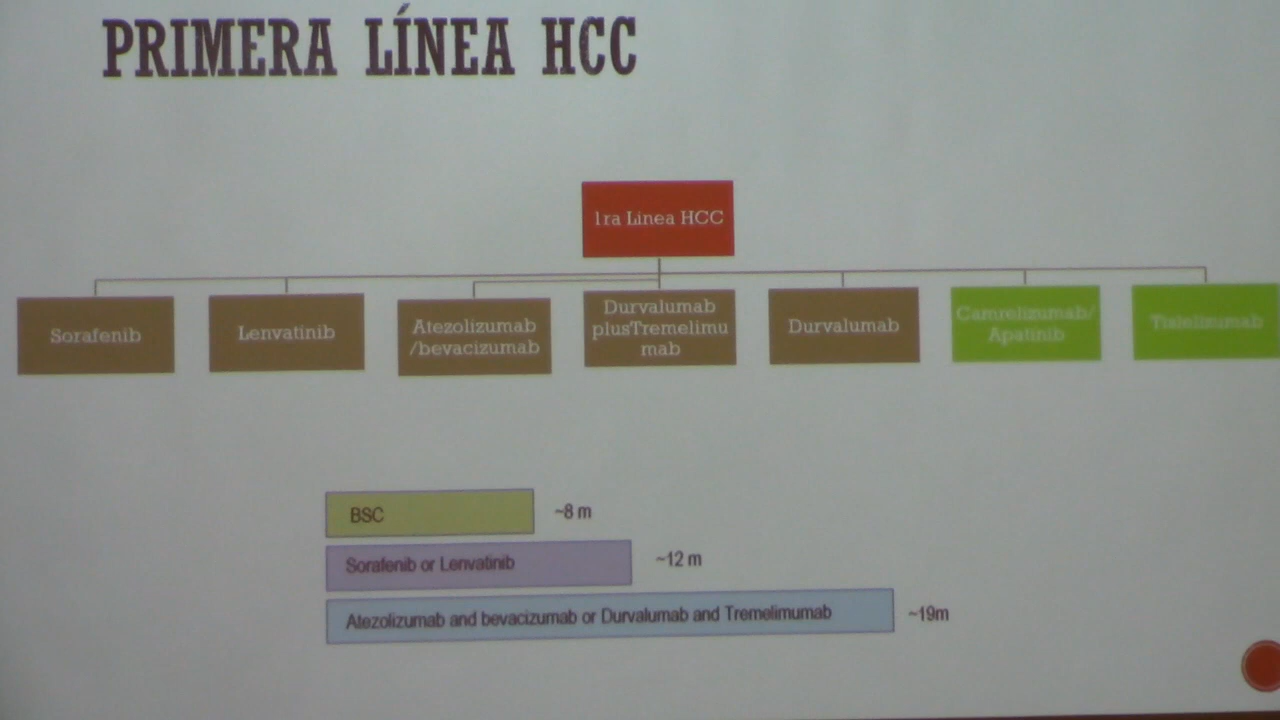 PRIMERA LÍNEA HCC
1ra Linea HCC
Sorafenib
Lenvatinib
Atezolizumab
/bevacizumab
Durvalumab
plusTremelimu
mab
Durvalumab
Camrelizumab/
Apatinib
Tislelizumab
BSC
~8 m
Sorafenib or Lenvatinib
~12 m
Atezolizumab and bevacizumab or Durvalumab and Tremelimumab
~19m